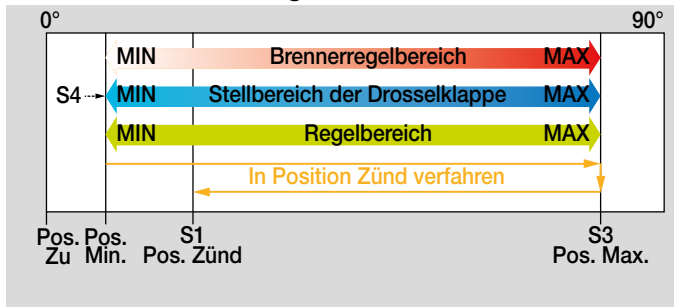 0° 90°
MIN Brennerregelbereich MAX
S4 MIN Stellbereich der Drosselklappe MAX
MIN Regelbereich MAX
In Position Zünd verfahren
Pos. Pos. S1 S3
Zu Min. Pos. Zünd Pos. Max.